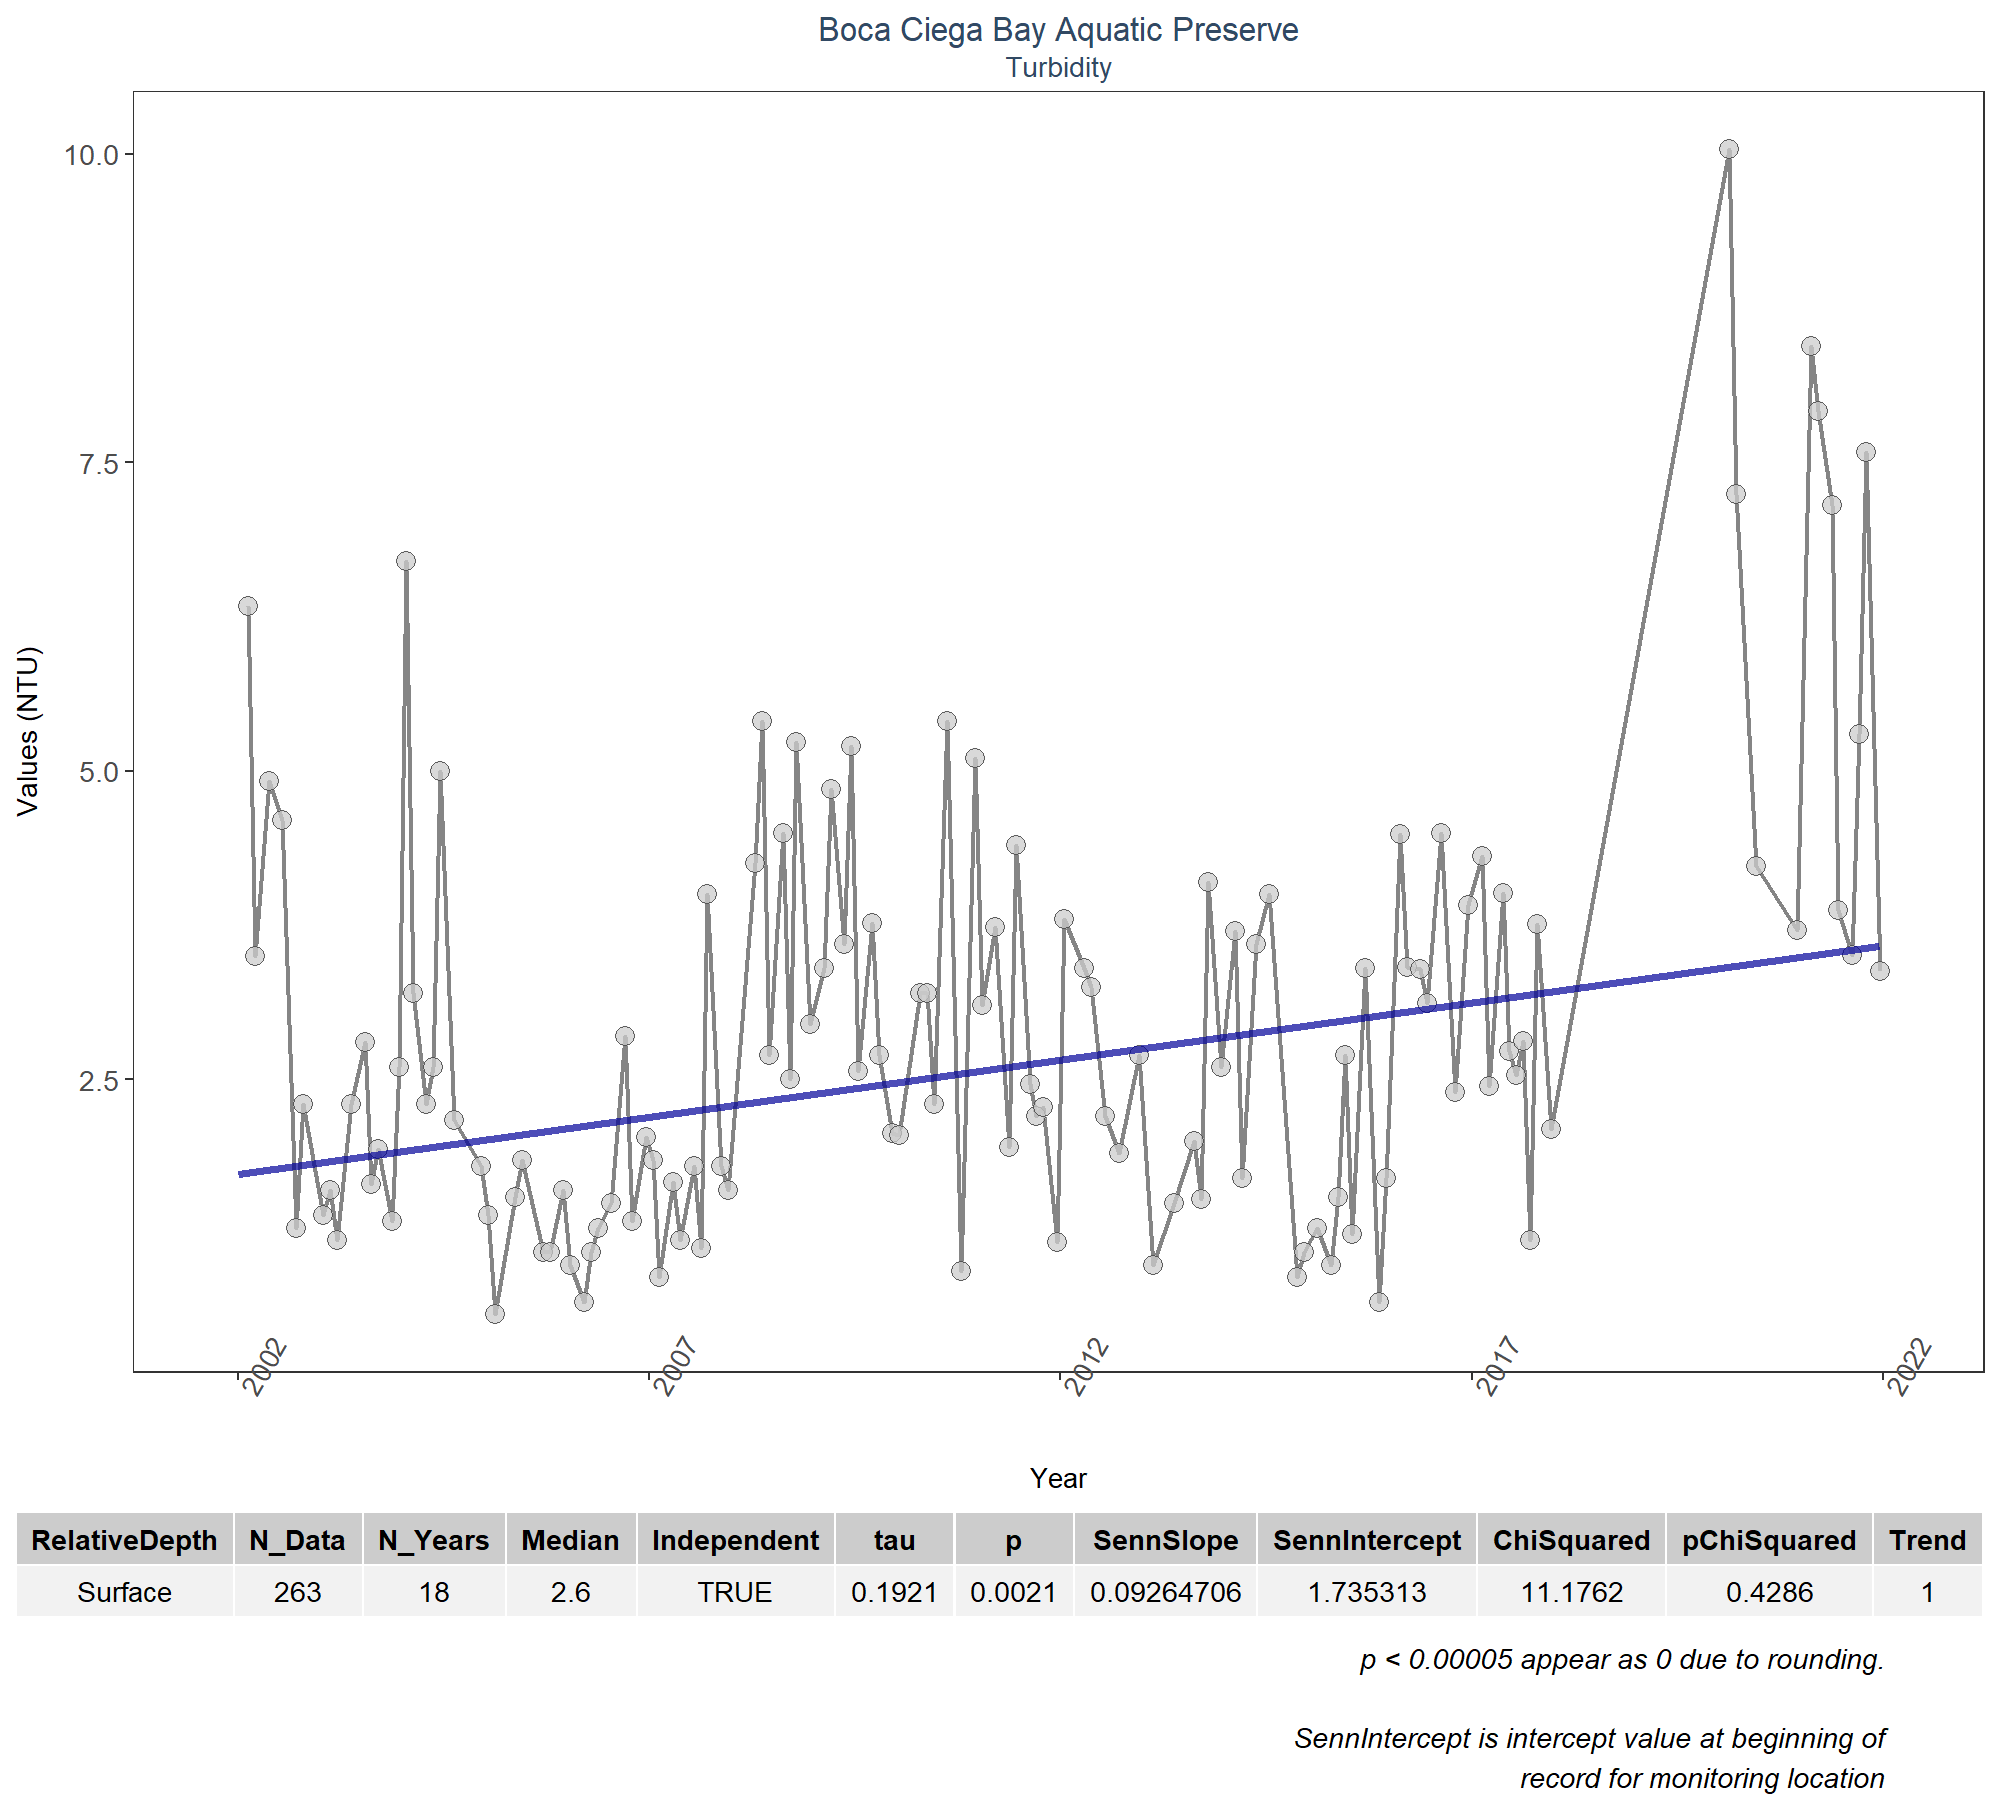 Boca Ciega Bay Aquatic Preserve
Turbidity
10.0
7.5
5.0
2.5
Values (NTU)
2002 2007 2012 2017 2022
Year
RelativeDepth N_Data N_Years Median Independent tau p SennSlope SennIntercept ChiSquared pChiSquared Trend
Surface 263 18 2.6 TRUE 0.1921 0.0021 0.09264706 1.735313 11.1762 0.4286 1
p < 0.00005 appear as 0 due to rounding.
SennIntercept is intercept value at beginning of
record for monitoring location